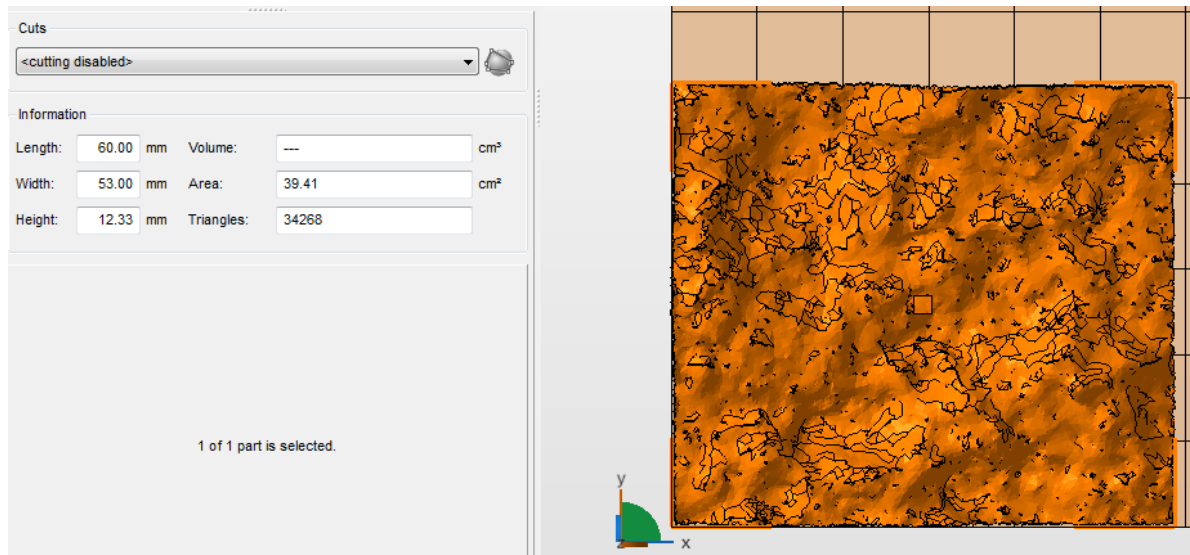 Cuts
<cutting disabled>
Information
Length: 60.00 mm Volume: --- cm³
Width: 53.00 mm Area: 39.41 cm²
Height: 12.33 mm Triangles: 34268
1 of 1 part is selected.
y
z x